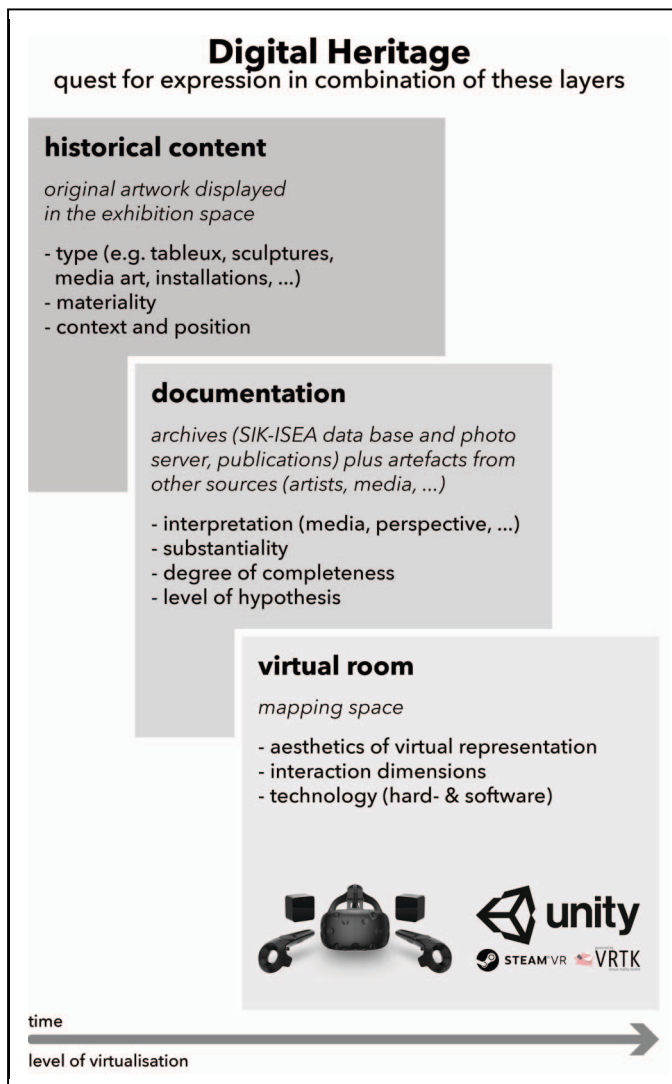 Digital Heritage
quest for expression in combination of these layers
historical content
original artwork displayed
in the exhibition space
- type (e.g. tableux, sculptures,
media art, installations, ...)
- materiality
- context and position
documentation
archives (SIK-ISEA data base and photo
server, publications) plus artefacts from
other sources (artists, media, ...)
- interpretation (media, perspective, ...)
- substantiality
- degree of completeness
- level of hypothesis
virtual room
mapping space
- aesthetics of virtual representation
- interaction dimensions
- technology (hard- & software)
unity
STEAM VR
VRTK
time
level of virtualisation